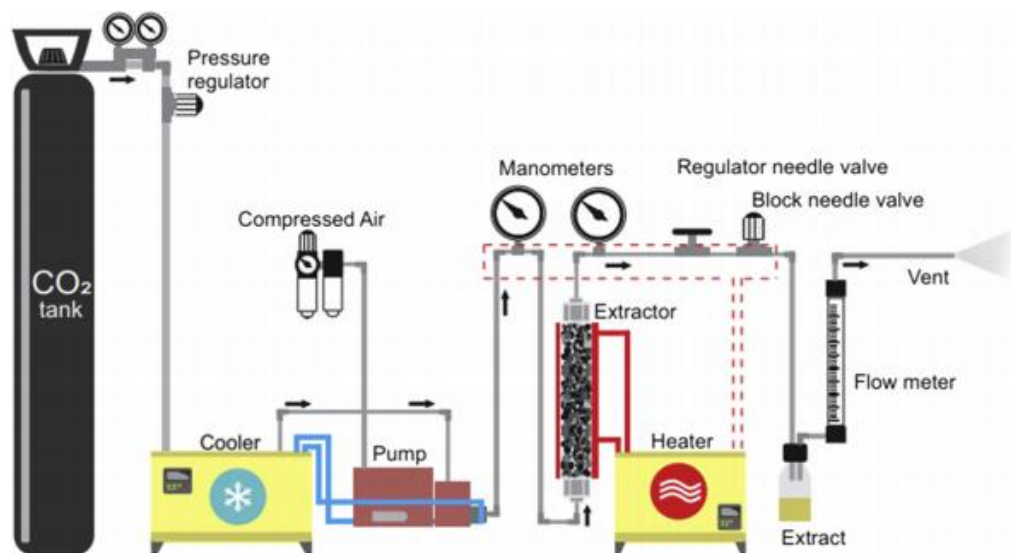 Pressure
regulator
Manometers
Regulator needle valve
Block needle valve
Compressed Air
CO₂
tank
Vent
Extractor
Flow meter
Cooler
Pump
Heater
Extract